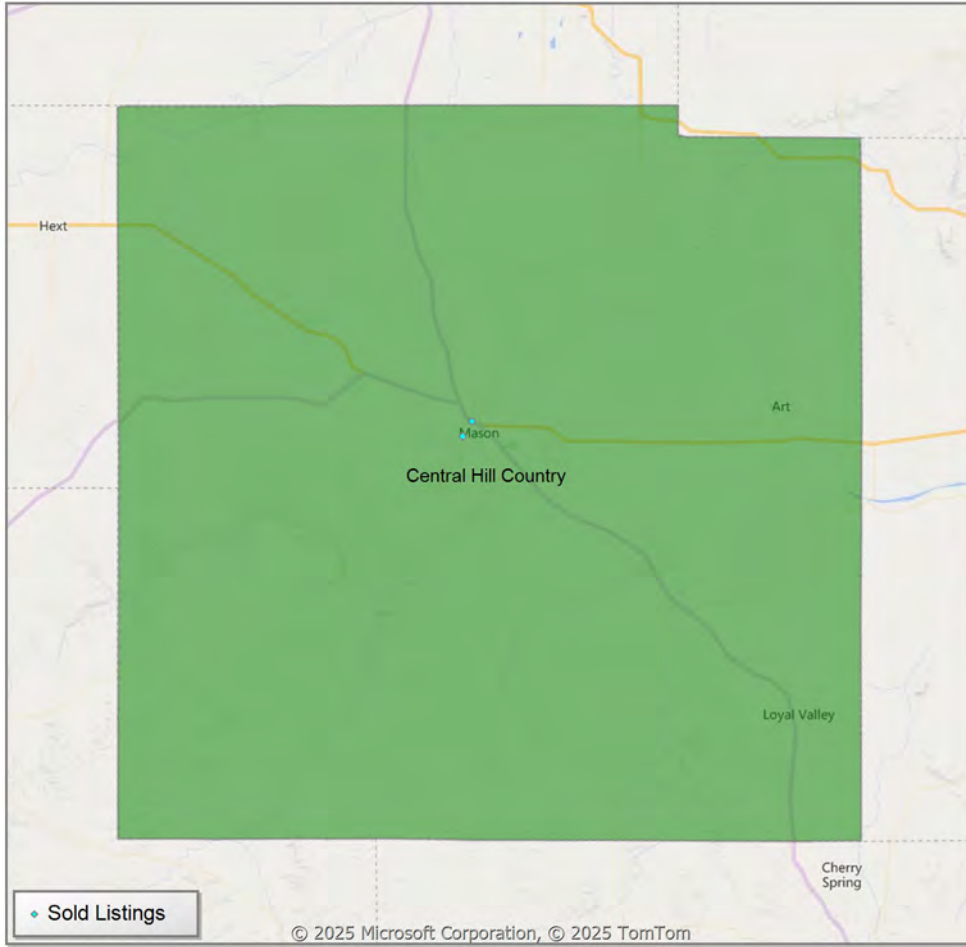 Hext
Art
Mason
Central Hill Country
Loyal Valley
Cherry
Spring
Sold Listings
© 2025 Microsoft Corporation, © 2025 TomTom